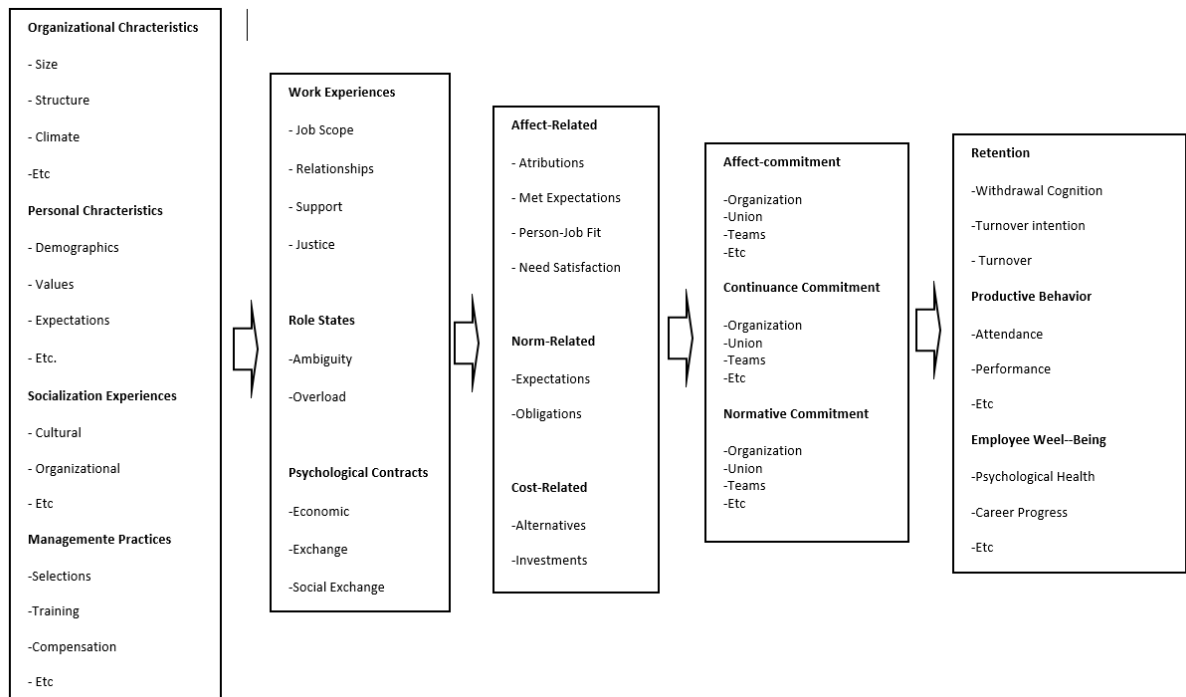 Organizational Chracteristics
- Size
- Structure
- Climate
-Etc
Personal Chracteristics
- Demographics
- Values
- Expectations
- Etc.
Socialization Experiences
- Cultural
- Organizational
- Etc
Managemente Practices
-Selections
-Training
-Compensation
- Etc
Work Experiences
- Job Scope
- Relationships
- Support
- Justice
Role States
-Ambiguity
-Overload
Psychological Contracts
-Economic
-Exchange
-Social Exchange
Affect-Related
- Atributions
- Met Expectations
- Person-Job Fit
- Need Satisfaction
Norm-Related
-Expectations
-Obligations
Cost-Related
-Alternatives
-Investments
Affect-commitment
-Organization
-Union
-Teams
-Etc
Continuance Commitment
-Organization
-Union
-Teams
-Etc
Normative Commitment
-Organization
-Union
-Teams
-Etc
Retention
-Withdrawal Cognition
-Turnover intention
- Turnover
Productive Behavior
-Attendance
-Performance
-Etc
Employee Weel--Being
-Psychological Health
-Career Progress
-Etc